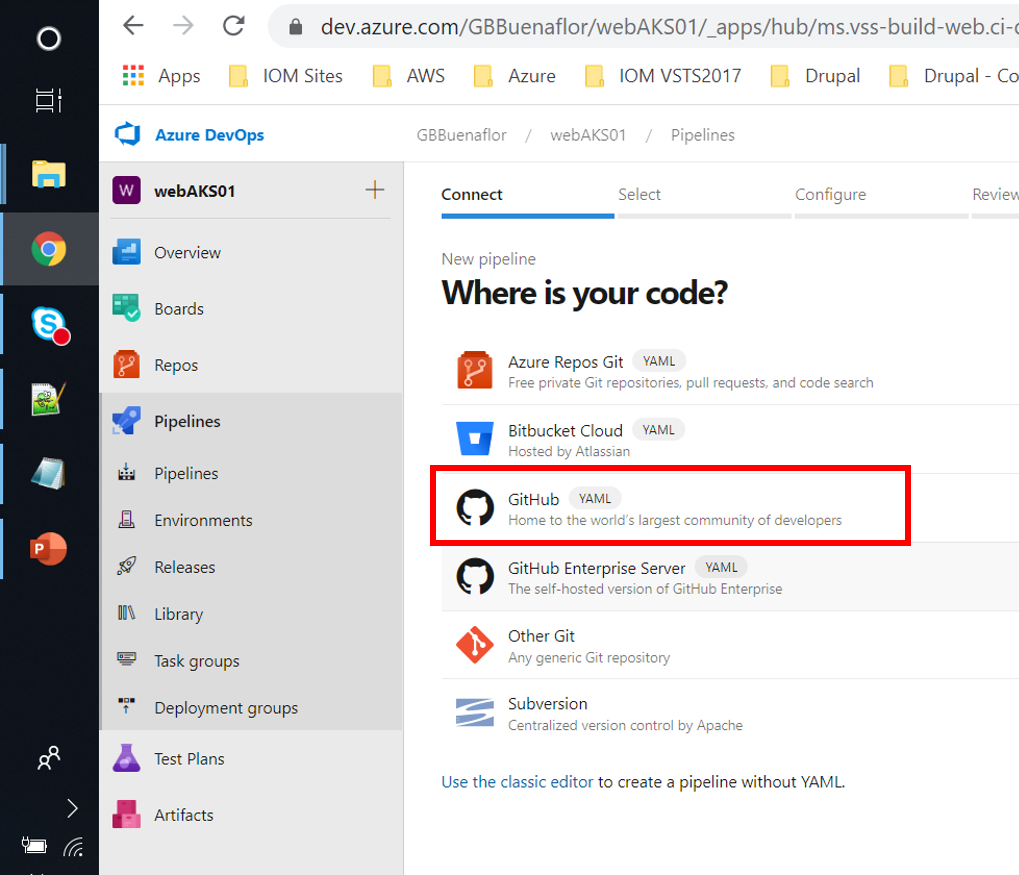 dev.azure.com/GBBuenaflor/webAKS01/_apps/hub/ms.vss-build-web.ci-c
Apps IOM Sites AWS Azure IOM VSTS2017 Drupal Drupal - Co
Azure DevOps GBBuenaflor / webAKS01 / Pipelines
W webAKS01
Overview
Boards
Repos
Pipelines
Pipelines
Environments
Releases
Library
Task groups
Deployment groups
Test Plans
Artifacts
Connect Select Configure Review
New pipeline
Where is your code?
Azure Repos Git YAML
Free private Git repositories, pull requests, and code search
Bitbucket Cloud YAML
Hosted by Atlassian
GitHub YAML
Home to the world's largest community of developers
GitHub Enterprise Server YAML
The self-hosted version of GitHub Enterprise
Other Git
Any generic Git repository
Subversion
Centralized version control by Apache
Use the classic editor to create a pipeline without YAML.